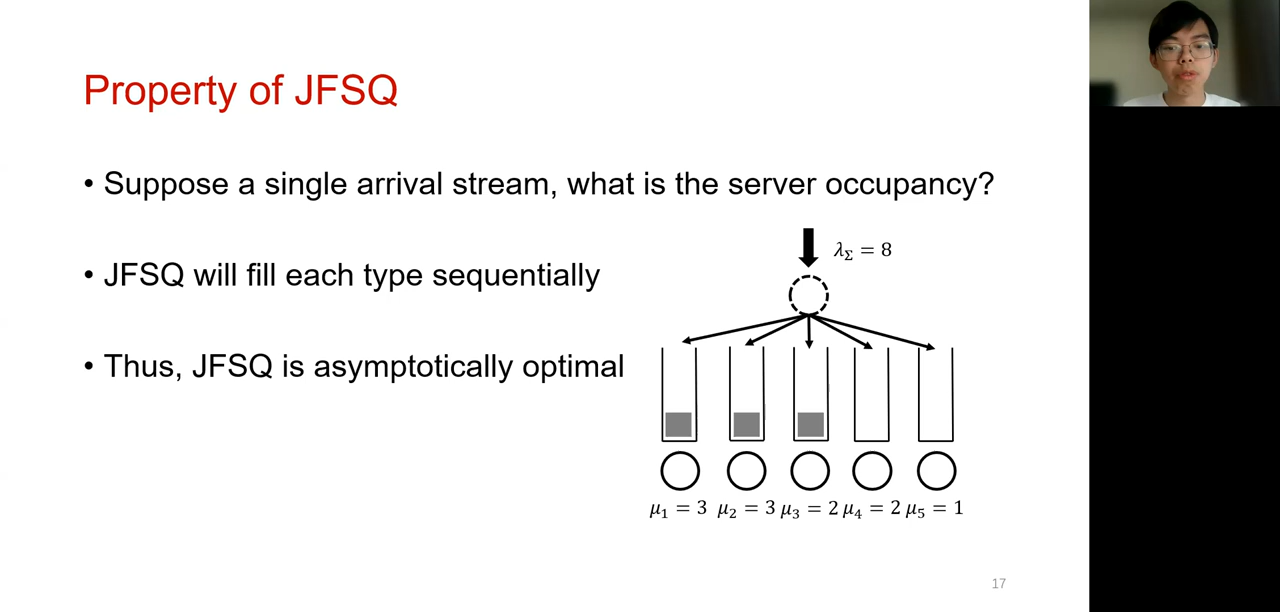 Property of JFSQ
• Suppose a single arrival stream, what is the server occupancy?
λ_Σ = 8
• JFSQ will fill each type sequentially
• Thus, JFSQ is asymptotically optimal
μ₁ = 3 μ₂ = 3 μ₃ = 2 μ₄ = 2 μ₅ = 1
17